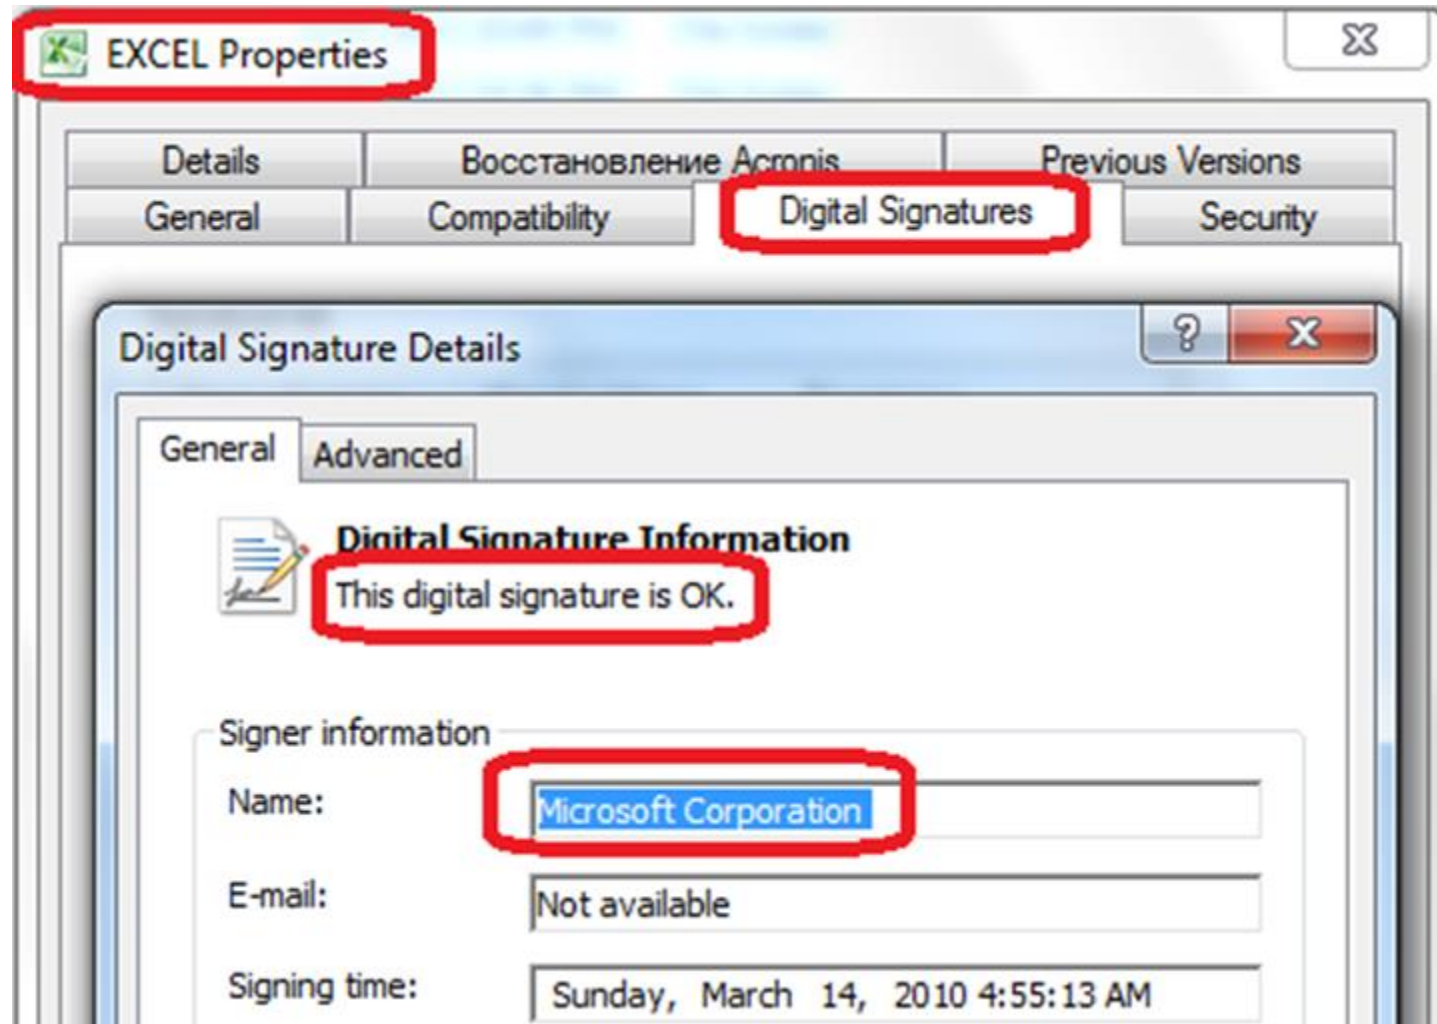 EXCEL Properties
Details Восстановление Acronis Previous Versions
General Compatibility Digital Signatures Security
Digital Signature Details
General Advanced
Digital Signature Information
This digital signature is OK.
Signer information
Name: Microsoft Corporation
E-mail: Not available
Signing time: Sunday, March 14, 2010 4:55:13 AM